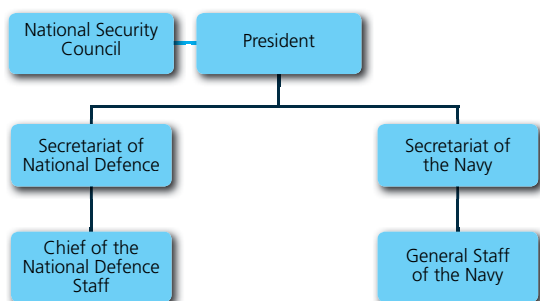 National Security
Council
President
Secretariat of
National Defence
Secretariat of
the Navy
Chief of the
National Defence
Staff
General Staff
of the Navy